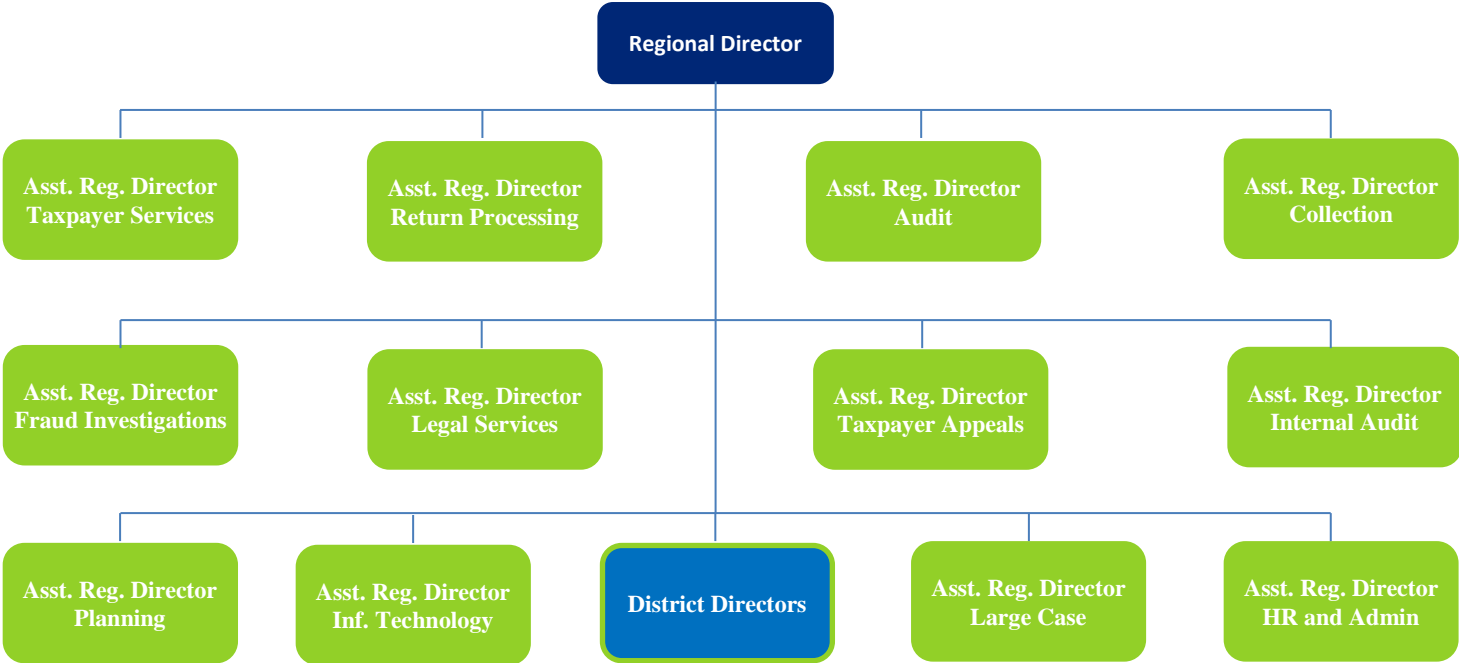 Regional Director
Asst. Reg. Director
Taxpayer Services
Asst. Reg. Director
Return Processing
Asst. Reg. Director
Audit
Asst. Reg. Director
Collection
Asst. Reg. Director
Fraud Investigations
Asst. Reg. Director
Legal Services
Asst. Reg. Director
Taxpayer Appeals
Asst. Reg. Director
Internal Audit
Asst. Reg. Director
Planning
Asst. Reg. Director
Inf. Technology
District Directors
Asst. Reg. Director
Large Case
Asst. Reg. Director
HR and Admin